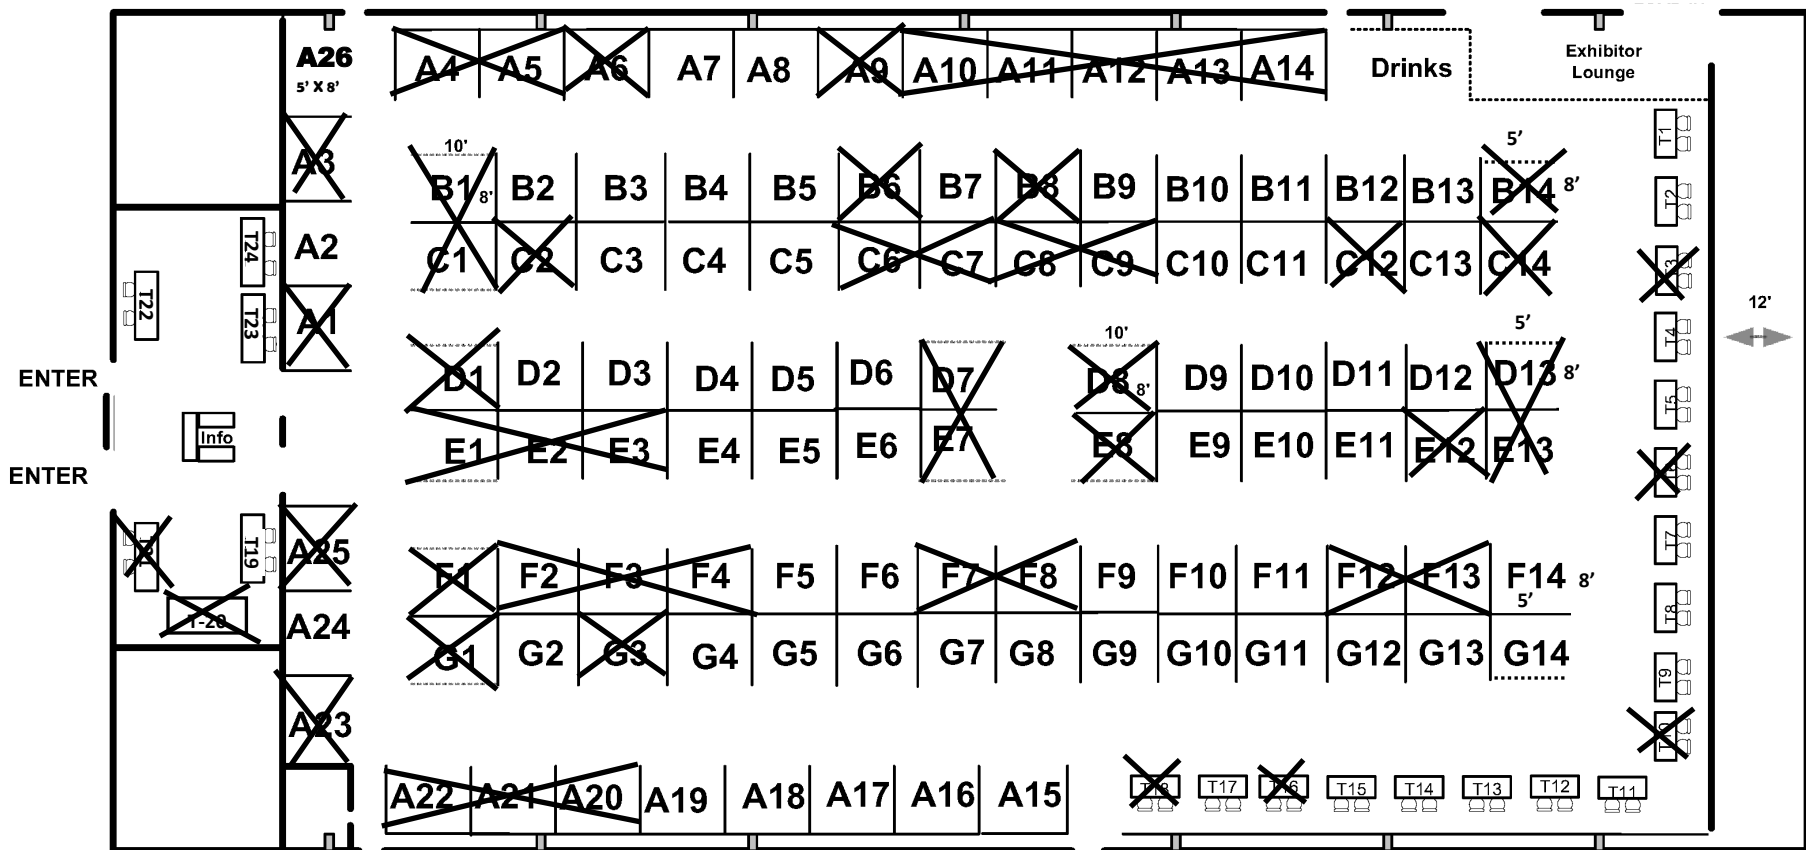 A26
5' X 8'
A4 A5 A6 A7 A8 A9 A10 A11 A12 A13 A14
Drinks
Exhibitor
Lounge
A3
10'
5'
T1
B1 8' B2 B3 B4 B5 B6 B7 B8 B9 B10 B11 B12 B13 B14 8'
T2
T24
A2
C1 C2 C3 C4 C5 C6 C7 C8 C9 C10 C11 C12 C13 C14
T3
T22
T23
A1
12'
10'
5'
T4
ENTER
D1 D2 D3 D4 D5 D6 D7 D8 8' D9 D10 D11 D12 D13 8'
T5
Info
E1 E2 E3 E4 E5 E6 E7 E8 E9 E10 E11 E12 E13
ENTER
T19
A25
T7
F1 F2 F3 F4 F5 F6 F7 F8 F9 F10 F11 F12 F13 F14 8'
5'
T-20
A24
T8
G1 G2 G3 G4 G5 G6 G7 G8 G9 G10 G11 G12 G13 G14
T9
A23
T10
A22 A21 A20 A19 A18 A17 A16 A15
T18 T17 T16 T15 T14 T13 T12 T11